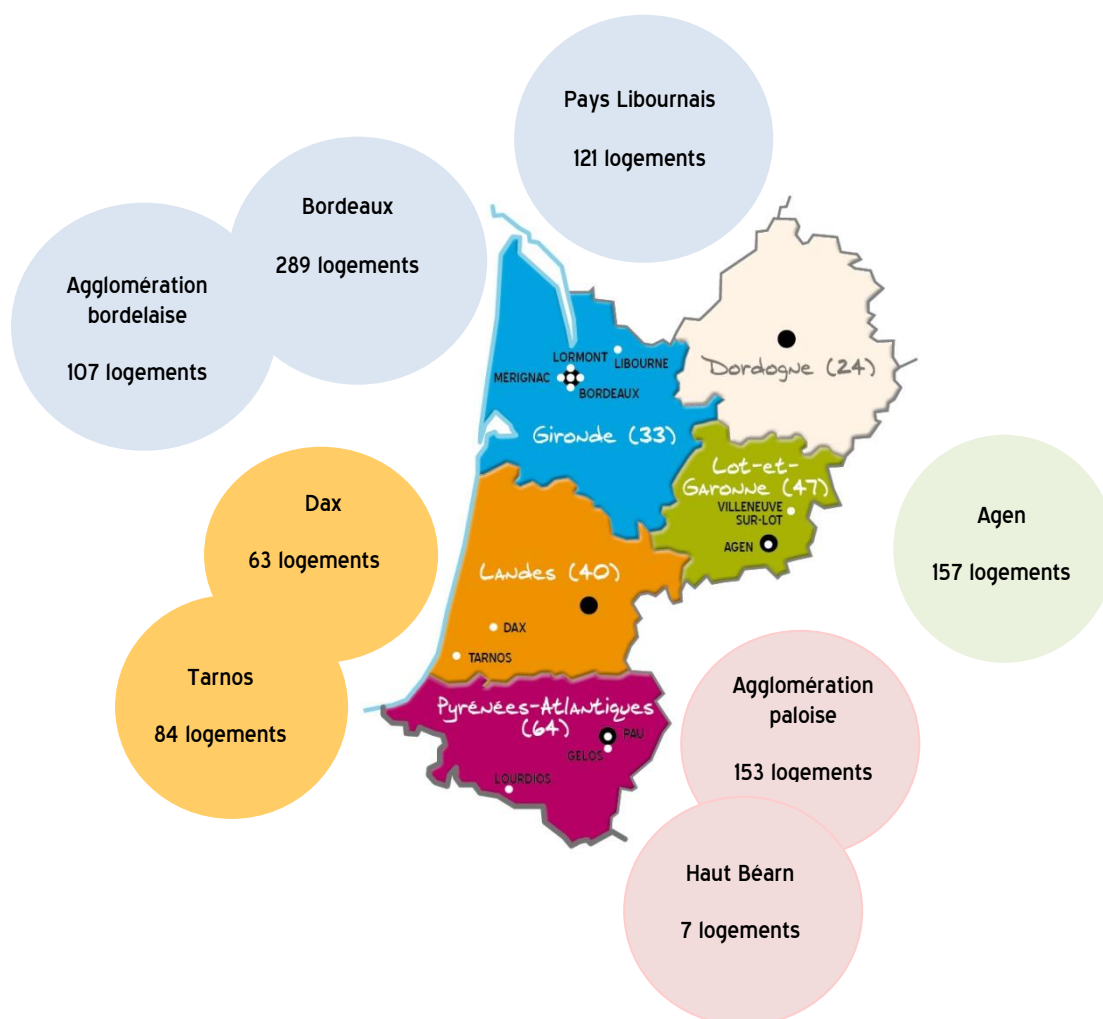 Pays Libournais
121 logements
Bordeaux
289 logements
Agglomération
bordelaise
107 logements
LORMONT
LIBOURNE
MÉRIGNAC
BORDEAUX
Gironde (33)
Dordogne (24)
Lot-et-
Garonne (47)
VILLENEUVE
SUR-LOT
AGEN
Agen
157 logements
Dax
63 logements
Landes (40)
DAX
TARNOS
Tarnos
84 logements
Pyrénées-Atlantiques
(64)
PAU
GELOS
LOURDIOS
Agglomération
paloise
153 logements
Haut Béarn
7 logements